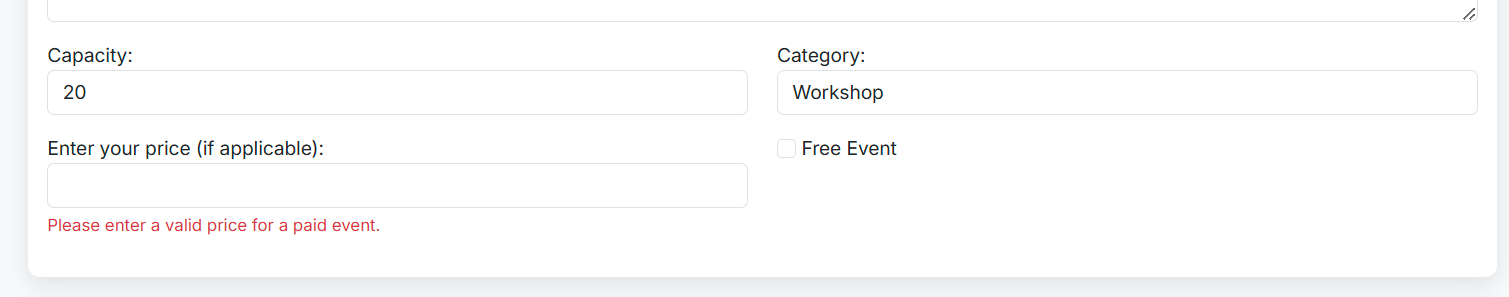 Capacity:
Category:
20
Workshop
Enter your price (if applicable):
Free Event
Please enter a valid price for a paid event.